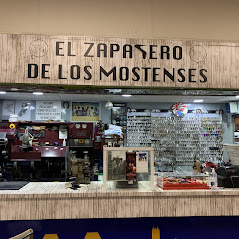 EL ZAPATERO
DE LOS MOSTENSES